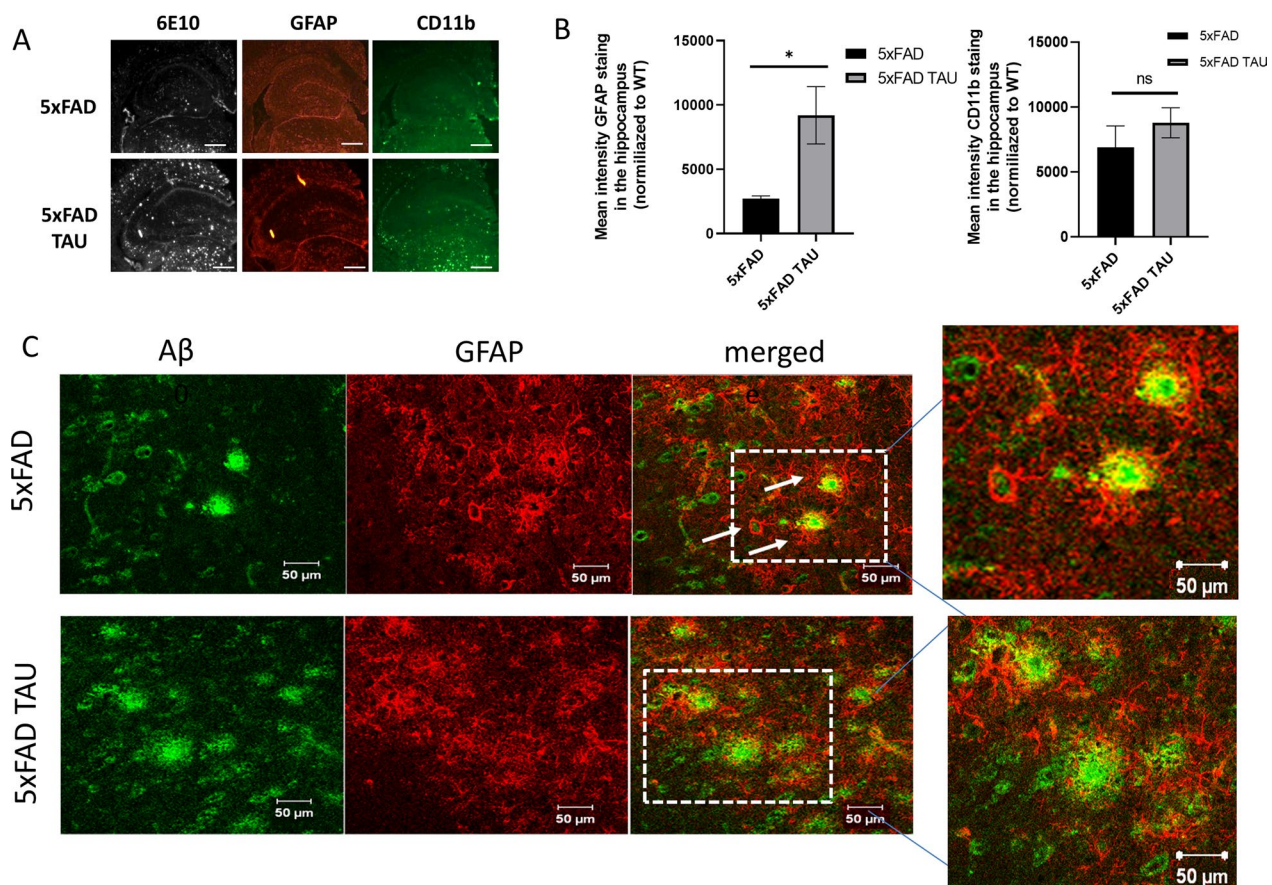 A
6E10
GFAP
CD11b
5xFAD
5xFAD
TAU
B
Mean intensity GFAP staing
in the hippocampus
(normiliazed to WT)
15000
10000
5000
0
*
5xFAD
5xFAD TAU
5xFAD
5xFAD TAU
Mean intensity CD11b staing
in the hippocampus
(normiliazed to WT)
15000
10000
5000
0
ns
5xFAD
5xFAD TAU
5xFAD
5xFAD TAU
C
Aβ
GFAP
merged
0
e
5xFAD
50 µm
50 µm
50 µm
50 µm
5xFAD TAU
50 µm
50 µm
50 µm
50 µm